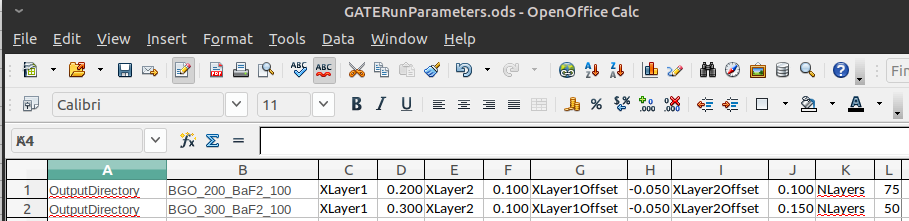 GATERunParameters.ods - OpenOffice Calc
File Edit View Insert Format Tools Data Window Help
Calibri 11 B I U
A4
A B C D E F G H I J K L
1 OutputDirectory BGO_200_BaF2_100 XLayer1 0.200 XLayer2 0.100 XLayer1Offset -0.050 XLayer2Offset 0.100 NLayers 75
2 OutputDirectory BGO_300_BaF2_100 XLayer1 0.300 XLayer2 0.100 XLayer1Offset -0.050 XLayer2Offset 0.150 NLayers 50